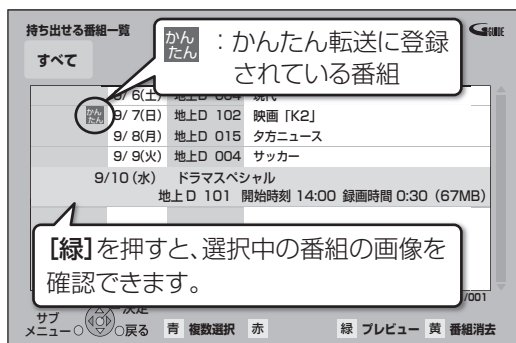 持ち出せる番組一覧
GGUIDE
すべて
かんたん：かんたん転送に登録
されている番組
9/ 6(土) 地上D 004 現代
かんたん 9/ 7(日) 地上D 102 映画「K2」
9/ 8(月) 地上D 015 夕方ニュース
9/ 9(火) 地上D 004 サッカー
9/10(水) ドラマスペシャル
地上D 101 開始時刻 14:00 録画時間 0:30 (67MB)
[緑]を押すと、選択中の番組の画像を
確認できます。
/001
決定
サブ
メニュー 戻る 青 複数選択 赤 緑 プレビュー 黄 番組消去